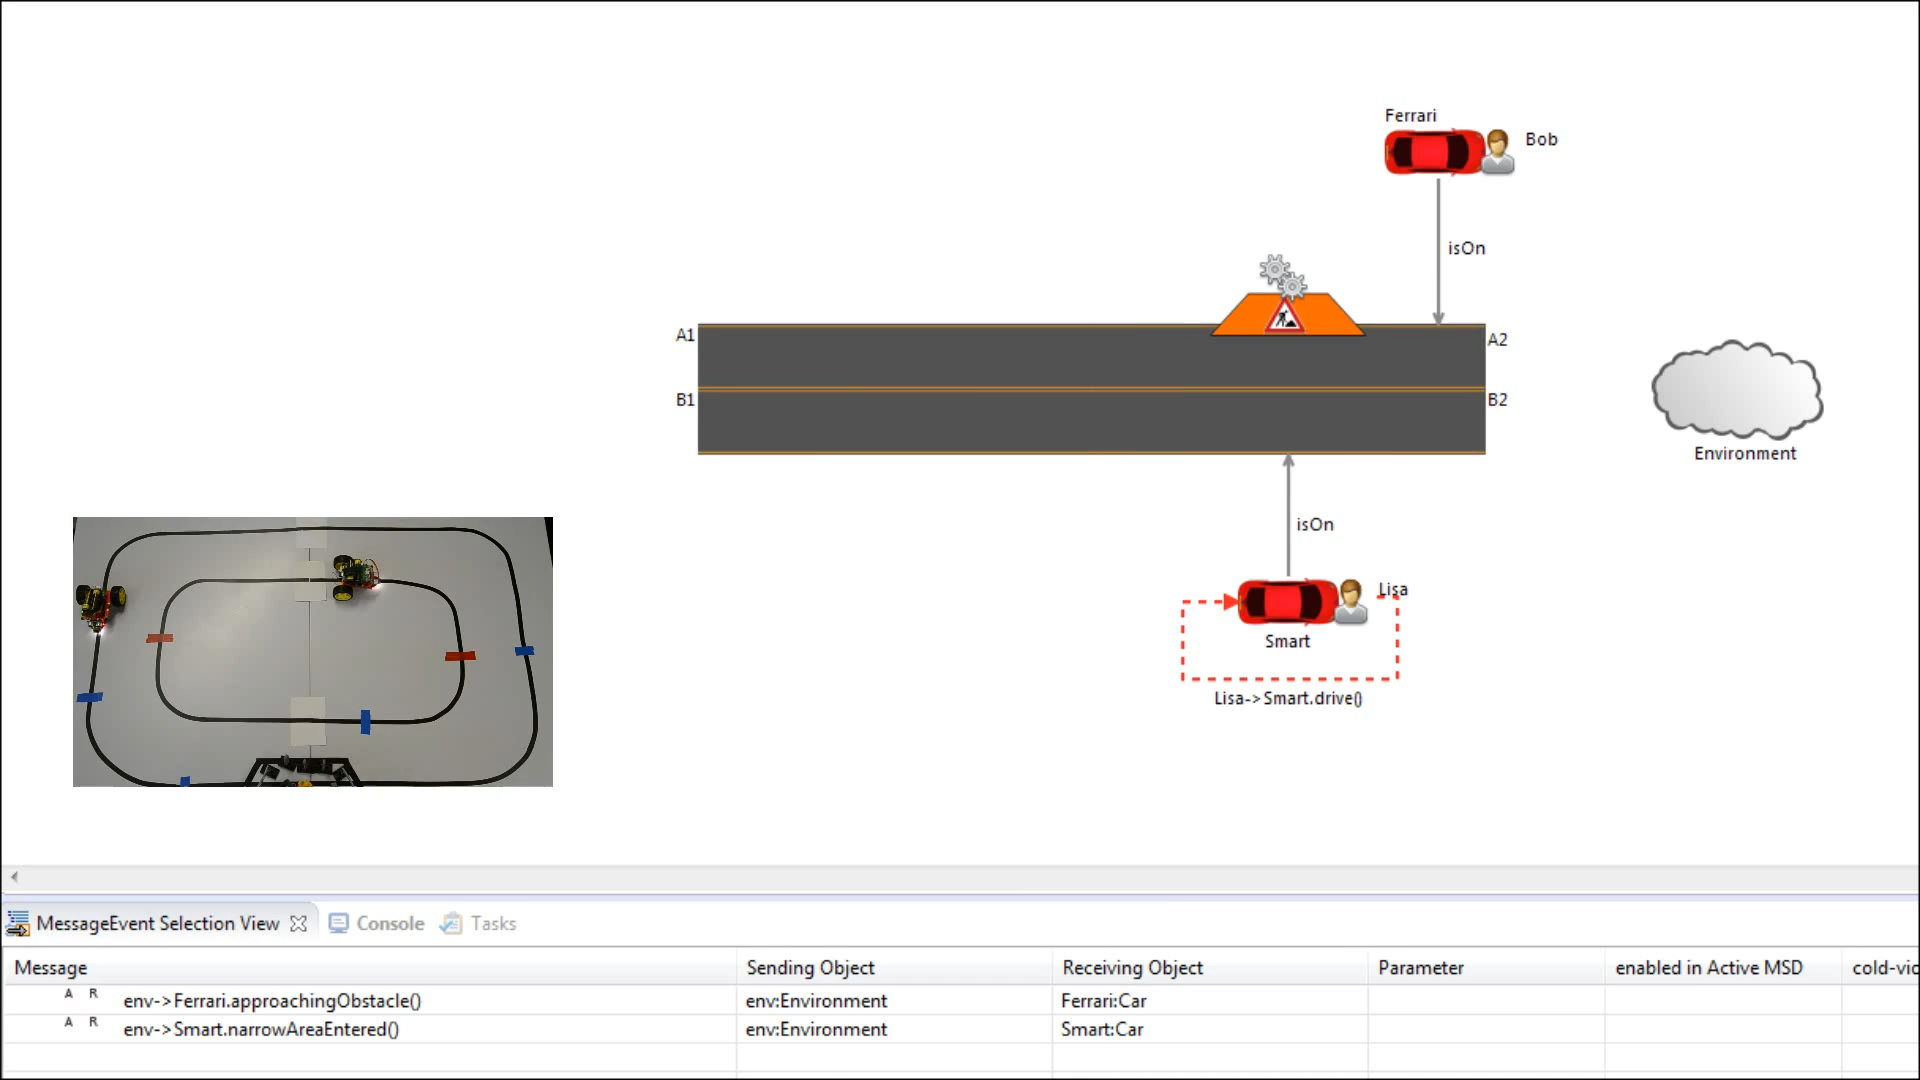 Ferrari
Bob
isOn
A1
A2
B1
B2
Environment
isOn
Lisa
Smart
Lisa->Smart.drive()
MessageEvent Selection View
Console
Tasks
Message Sending Object Receiving Object Parameter enabled in Active MSD cold-vio
A R env->Ferrari.approachingObstacle() env:Environment Ferrari:Car
A R env->Smart.narrowAreaEntered() env:Environment Smart:Car